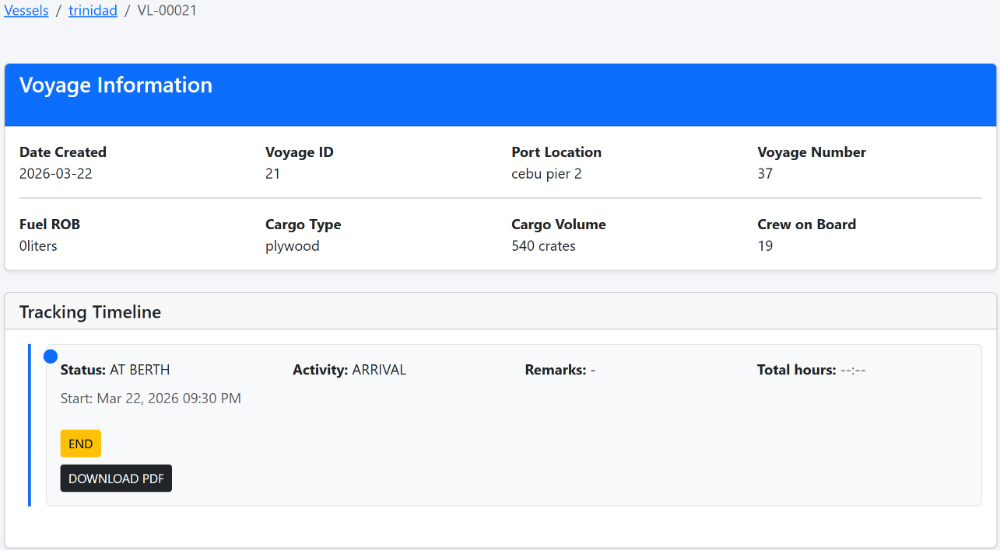 Vessels / trinidad / VL-00021
Voyage Information
Date Created Voyage ID Port Location Voyage Number
2026-03-22 21 cebu pier 2 37
Fuel ROB Cargo Type Cargo Volume Crew on Board
0liters plywood 540 crates 19
Tracking Timeline
Status: AT BERTH Activity: ARRIVAL Remarks: - Total hours: --:--
Start: Mar 22, 2026 09:30 PM
END
DOWNLOAD PDF